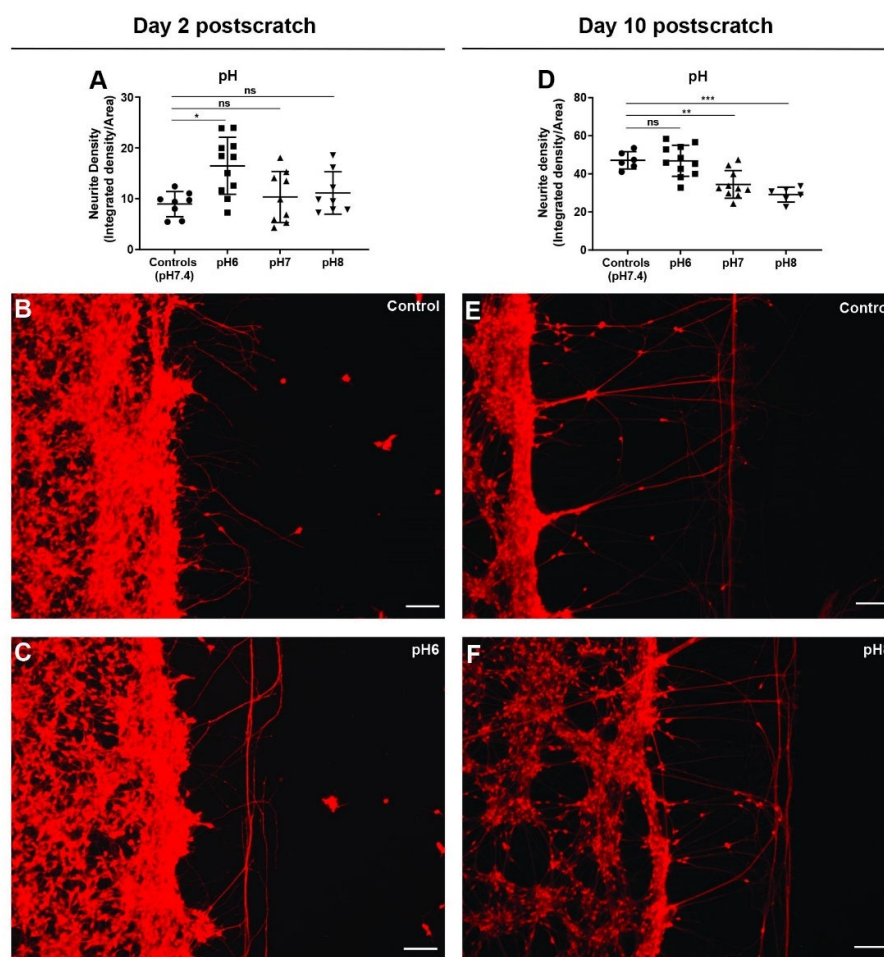 Day 2 postscratch
Day 10 postscratch
A
pH
ns
ns
*
Neurite Density
(Integrated density/Area)
30
20
10
0
Controls
(pH7.4)
pH6
pH7
pH8
D
pH
***
**
ns
Neurite density
(Integrated density/Area)
80
60
40
20
0
Controls
(pH7.4)
pH6
pH7
pH8
B
Control
E
Contro
C
pH6
F